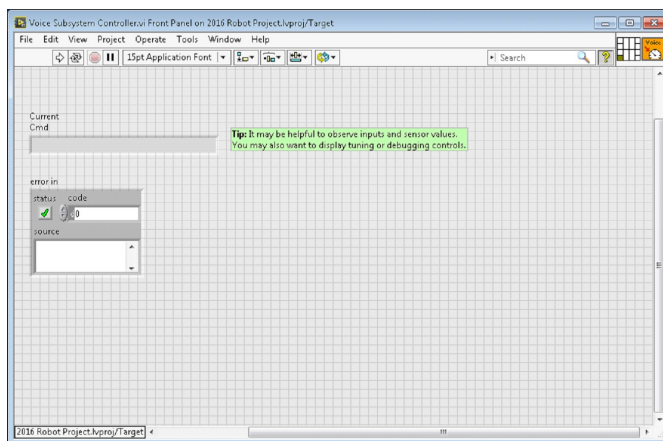 Voice Subsystem Controller.vi Front Panel on 2016 Robot Project.lvproj/Target
File Edit View Project Operate Tools Window Help
15pt Application Font
Search
Voice
Current
Cmd
Tip: It may be helpful to observe inputs and sensor values.
You may also want to display tuning or debugging controls.
error in
status code
0
source
2016 Robot Project.lvproj/Target